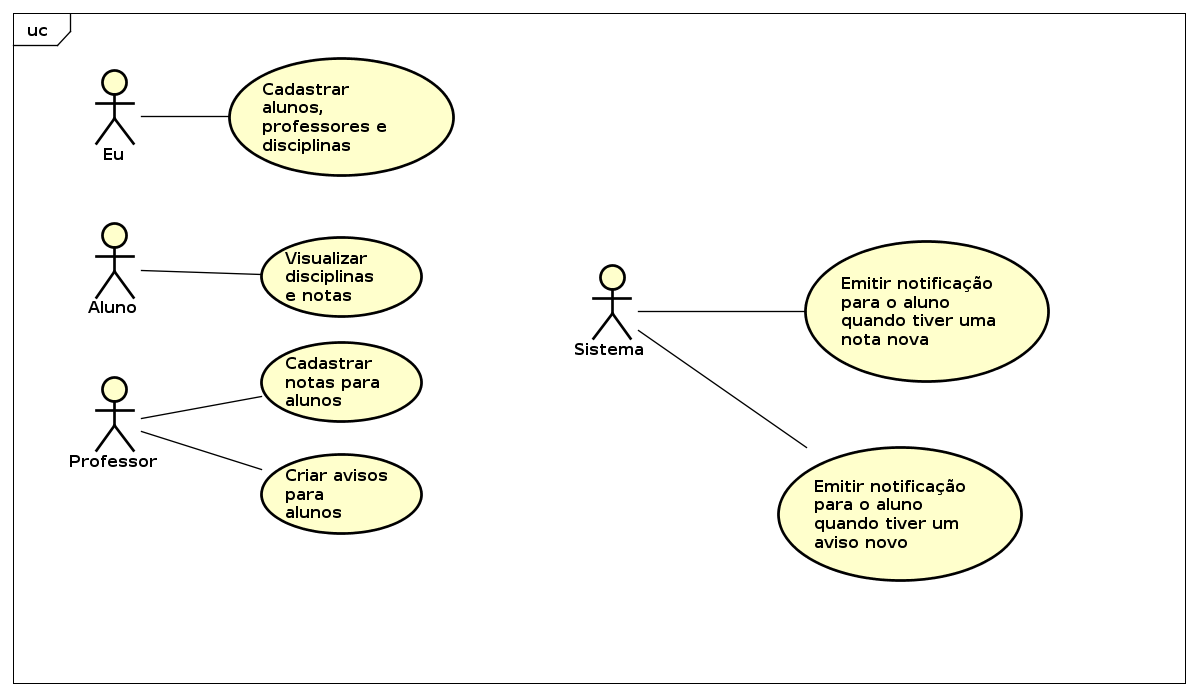 uc
Cadastrar
alunos,
professores e
disciplinas
Eu
Visualizar
disciplinas
e notas
Aluno
Cadastrar
notas para
alunos
Professor
Criar avisos
para
alunos
Sistema
Emitir notificação
para o aluno
quando tiver uma
nota nova
Emitir notificação
para o aluno
quando tiver um
aviso novo